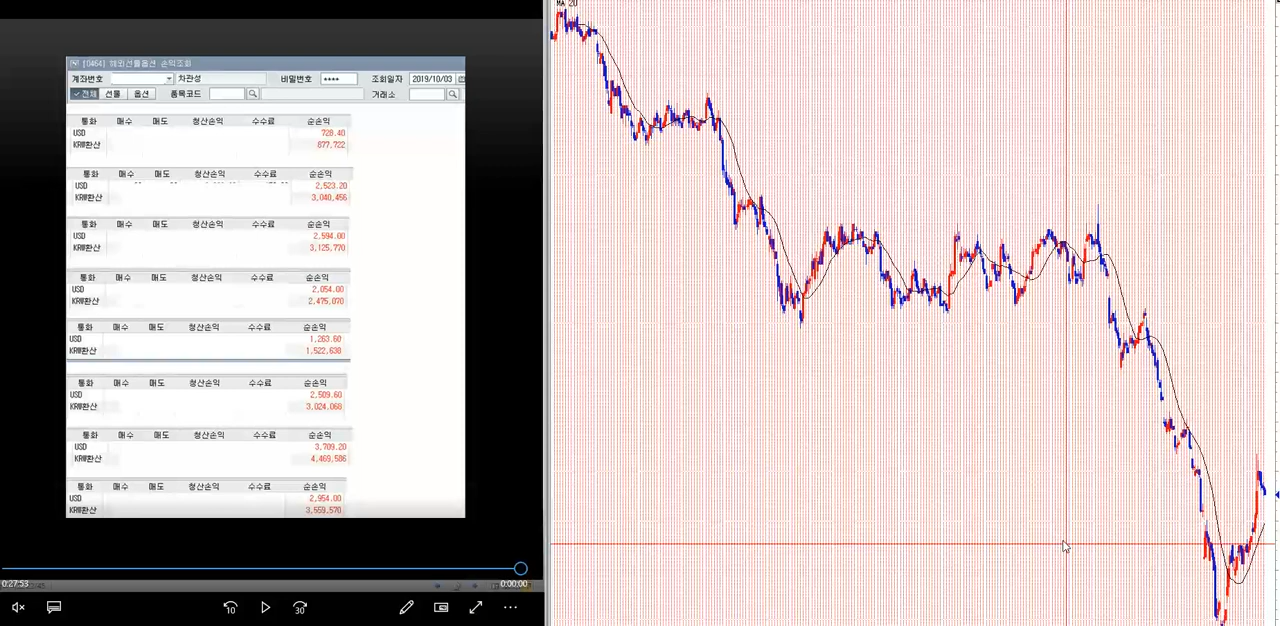 [0464] 해외선물옵션 손익조회
계좌번호 차관성 비밀번호 **** 조회일자 2019/10/03
전체 선물 옵션 품목코드 거래소
통화 매수 매도 청산손익 수수료 순손익
USD 728.40
KRW환산 877,722
통화 매수 매도 청산손익 수수료 순손익
USD 2,523.20
KRW환산 3,040,456
통화 매수 매도 청산손익 수수료 순손익
USD 2,594.00
KRW환산 3,125,770
통화 매수 매도 청산손익 수수료 순손익
USD 2,054.00
KRW환산 2,475,070
통화 매수 매도 청산손익 수수료 순손익
USD 1,263.60
KRW환산 1,522,638
통화 매수 매도 청산손익 수수료 순손익
USD 2,509.60
KRW환산 3,024,068
통화 매수 매도 청산손익 수수료 순손익
USD 3,709.20
KRW환산 4,469,586
통화 매수 매도 청산손익 수수료 순손익
USD 2,954.00
KRW환산 3,559,570
0:27:53 0:00:00
10 30
MA 20